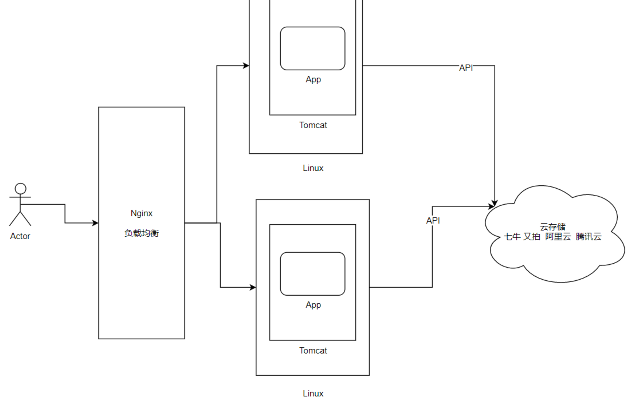 App
Tomcat
Linux
API
Nginx
负载均衡
Actor
App
Tomcat
Linux
API
云存储
七牛 又拍 阿里云 腾讯云